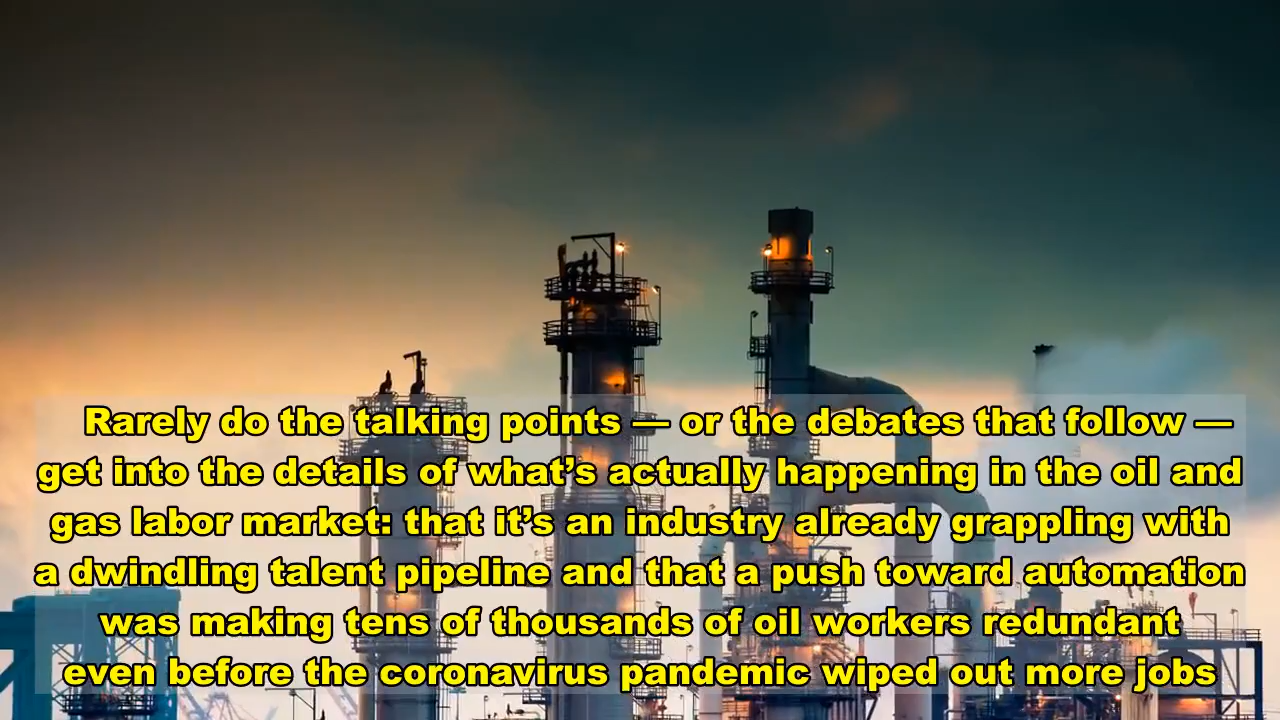 Rarely do the talking points — or the debates that follow —
get into the details of what’s actually happening in the oil and
gas labor market: that it’s an industry already grappling with
a dwindling talent pipeline and that a push toward automation
was making tens of thousands of oil workers redundant
even before the coronavirus pandemic wiped out more jobs